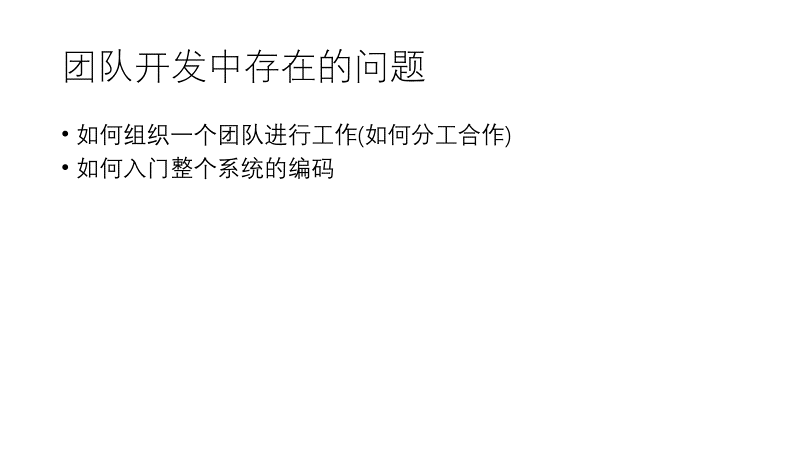 团队开发中存在的问题
• 如何组织一个团队进行工作(如何分工合作)
• 如何入门整个系统的编码